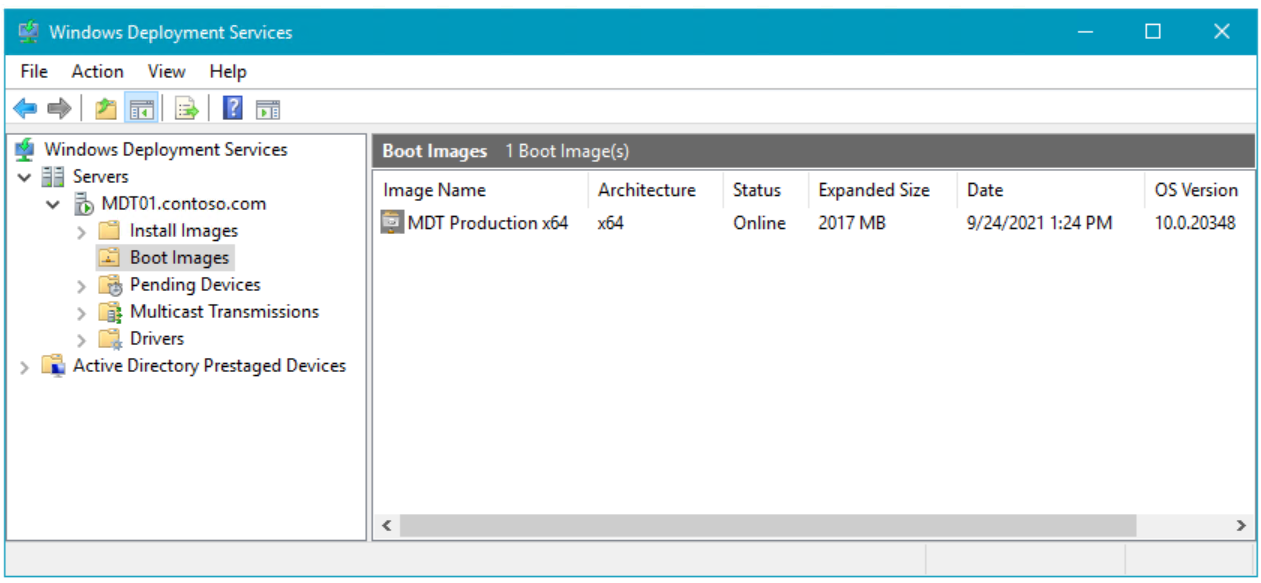 Windows Deployment Services
File Action View Help
Windows Deployment Services
Servers
MDT01.contoso.com
Install Images
Boot Images
Pending Devices
Multicast Transmissions
Drivers
Active Directory Prestaged Devices
Boot Images 1 Boot Image(s)
Image Name Architecture Status Expanded Size Date OS Version
MDT Production x64 x64 Online 2017 MB 9/24/2021 1:24 PM 10.0.20348